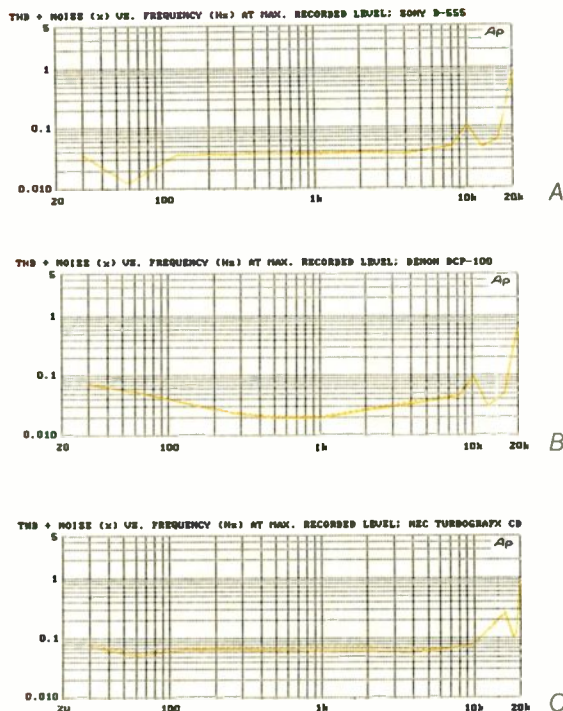 THD + NOISE (%) VS. FREQUENCY (Hz) AT MAX. RECORDED LEVEL; SONY D-555
5
Ap
1
0.1
0.010
20 100 1k 10k 20k
A
THD + NOISE (%) VS. FREQUENCY (Hz) AT MAX. RECORDED LEVEL; DENON DCP-100
5
Ap
1
0.1
0.010
20 100 1k 10k 20k
B
THD + NOISE (%) VS. FREQUENCY (Hz) AT MAX. RECORDED LEVEL; NEC TURBOGRAFX CD
5
Ap
1
0.1
0.010
20 100 1k 10k 20k
C